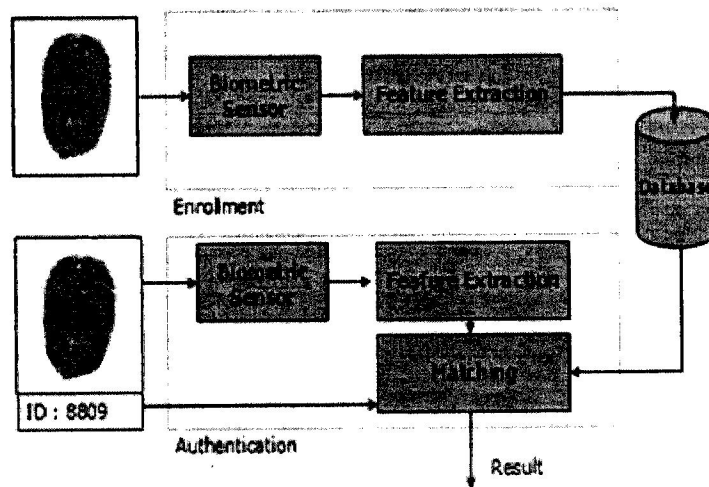 Biometric
Sensor
Feature Extraction
Database
Enrollment
Biometric
Sensor
Feature Extraction
Matching
ID : 8809
Authentication
Result